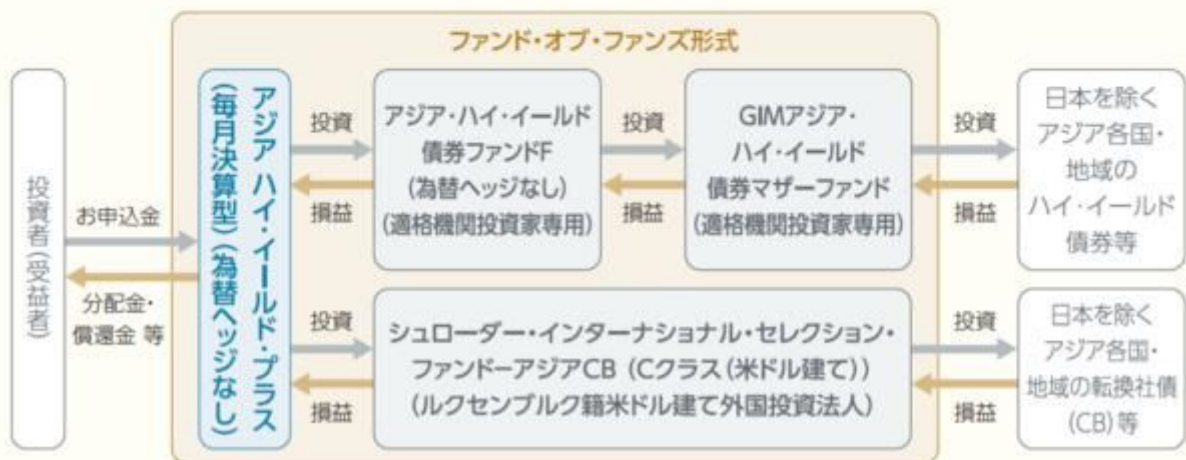 ファンド・オブ・ファンズ形式
投資者(受益者)
お申込金
分配金・
償還金 等
アジア ハイ・イールド・プラス
(毎月決算型)(為替ヘッジなし)
投資
損益
アジア・ハイ・イールド
債券ファンドF
(為替ヘッジなし)
(適格機関投資家専用)
投資
損益
GIMアジア・
ハイ・イールド
債券マザーファンド
(適格機関投資家専用)
投資
損益
日本を除く
アジア各国・
地域の
ハイ・イールド
債券等
投資
損益
シュローダー・インターナショナル・セレクション・
ファンドーアジアCB (Cクラス(米ドル建て))
(ルクセンブルク籍米ドル建て外国投資法人)
投資
損益
日本を除く
アジア各国・
地域の転換社債
(CB)等